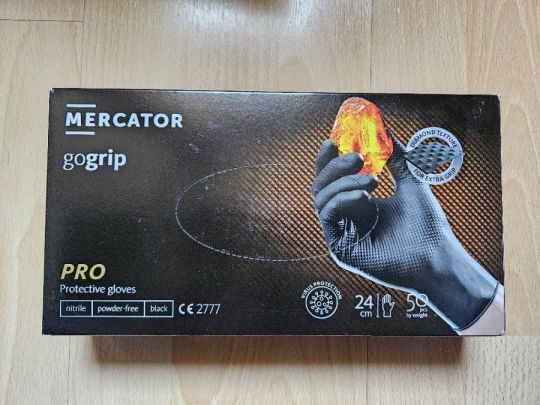 MERCATOR
gogrip
DIAMOND TEXTURE
FOR EXTRA GRIP
PRO
Protective gloves
nitrile powder-free black CE 2777
VIRUS PROTECTION
24
cm
50
pcs
by weight